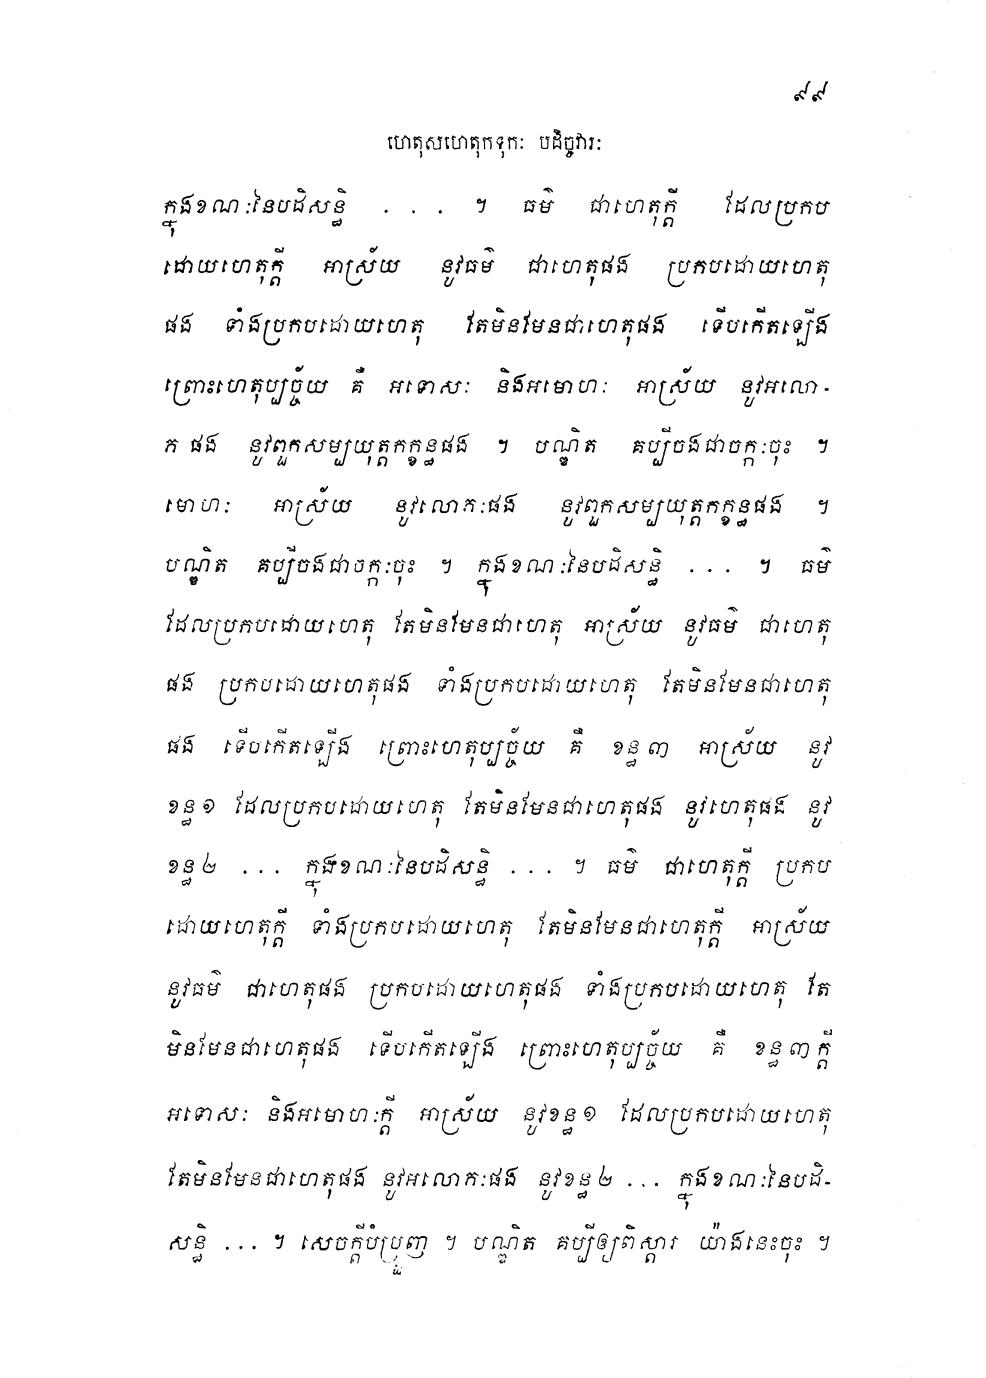 ៩៩
ហេតុសហេតុកទុកៈ បដិច្ចវារៈ
ក្នុងខណៈនៃបដិសន្ធិ . . . ។ ធម៌ ជាហេតុក្តី ដែលប្រកប
ដោយហេតុក្តី អាស្រ័យ នូវធម៌ ជាហេតុផង ប្រកបដោយហេតុ
ផង ទាំងប្រកបដោយហេតុ តែមិនមែនជាហេតុផង ទើបកើតឡើង
ព្រោះហេតុប្បច្ច័យ គឺ អទោសៈ និងអមោហៈ អាស្រ័យ នូវអលោ-
ភ ផង នូវពួកសម្បយុត្តកក្ខន្ធផង ។ បណ្ឌិត គប្បីចងជាចក្កៈចុះ ។
មោហៈ អាស្រ័យ នូវលោភៈផង នូវពួកសម្បយុត្តកក្ខន្ធផង ។
បណ្ឌិត គប្បីចងជាចក្កៈចុះ ។ ក្នុងខណៈនៃបដិសន្ធិ ... ។ ធម៌
ដែលប្រកបដោយហេតុ តែមិនមែនជាហេតុ អាស្រ័យ នូវធម៌ ជាហេតុ
ផង ប្រកបដោយហេតុផង ទាំងប្រកបដោយហេតុ តែមិនមែនជាហេតុ
ផង ទើបកើតឡើង ព្រោះហេតុប្បច្ច័យ គឺ ខន្ធ៣ អាស្រ័យ នូវ
ខន្ធ១ ដែលប្រកបដោយហេតុ តែមិនមែនជាហេតុផង នូវហេតុផង នូវ
ខន្ធ២ ... ក្នុងខណៈនៃបដិសន្ធិ ... ។ ធម៌ ជាហេតុក្តី ប្រកប
ដោយហេតុក្តី ទាំងប្រកបដោយហេតុ តែមិនមែនជាហេតុក្តី អាស្រ័យ
នូវធម៌ ជាហេតុផង ប្រកបដោយហេតុផង ទាំងប្រកបដោយហេតុ តែ
មិនមែនជាហេតុផង ទើបកើតឡើង ព្រោះហេតុប្បច្ច័យ គឺ ខន្ធ៣ក្តី
អទោសៈ និងអមោហៈក្តី អាស្រ័យ នូវខន្ធ១ ដែលប្រកបដោយហេតុ
តែមិនមែនជាហេតុផង នូវអលោភៈផង នូវខន្ធ២ ... ក្នុងខណៈនៃបដិ-
សន្ធិ ... ។ សេចក្តីបំប្រួញ ។ បណ្ឌិត គប្បីឲ្យពិស្តារ យ៉ាងនេះចុះ ។